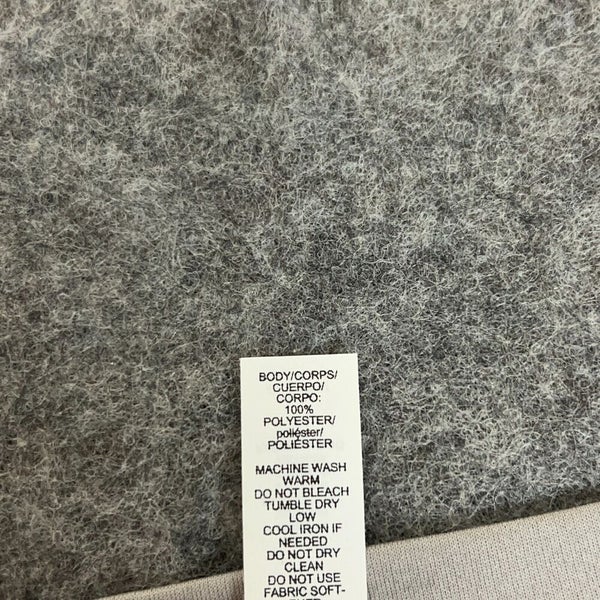 BODY/CORPS/
CUERPO/
CORPO:
100%
POLYESTER/
poliéster/
POLIÉSTER
MACHINE WASH
WARM
DO NOT BLEACH
TUMBLE DRY
LOW
COOL IRON IF
NEEDED
DO NOT DRY
CLEAN
DO NOT USE
FABRIC SOFT-
ENER